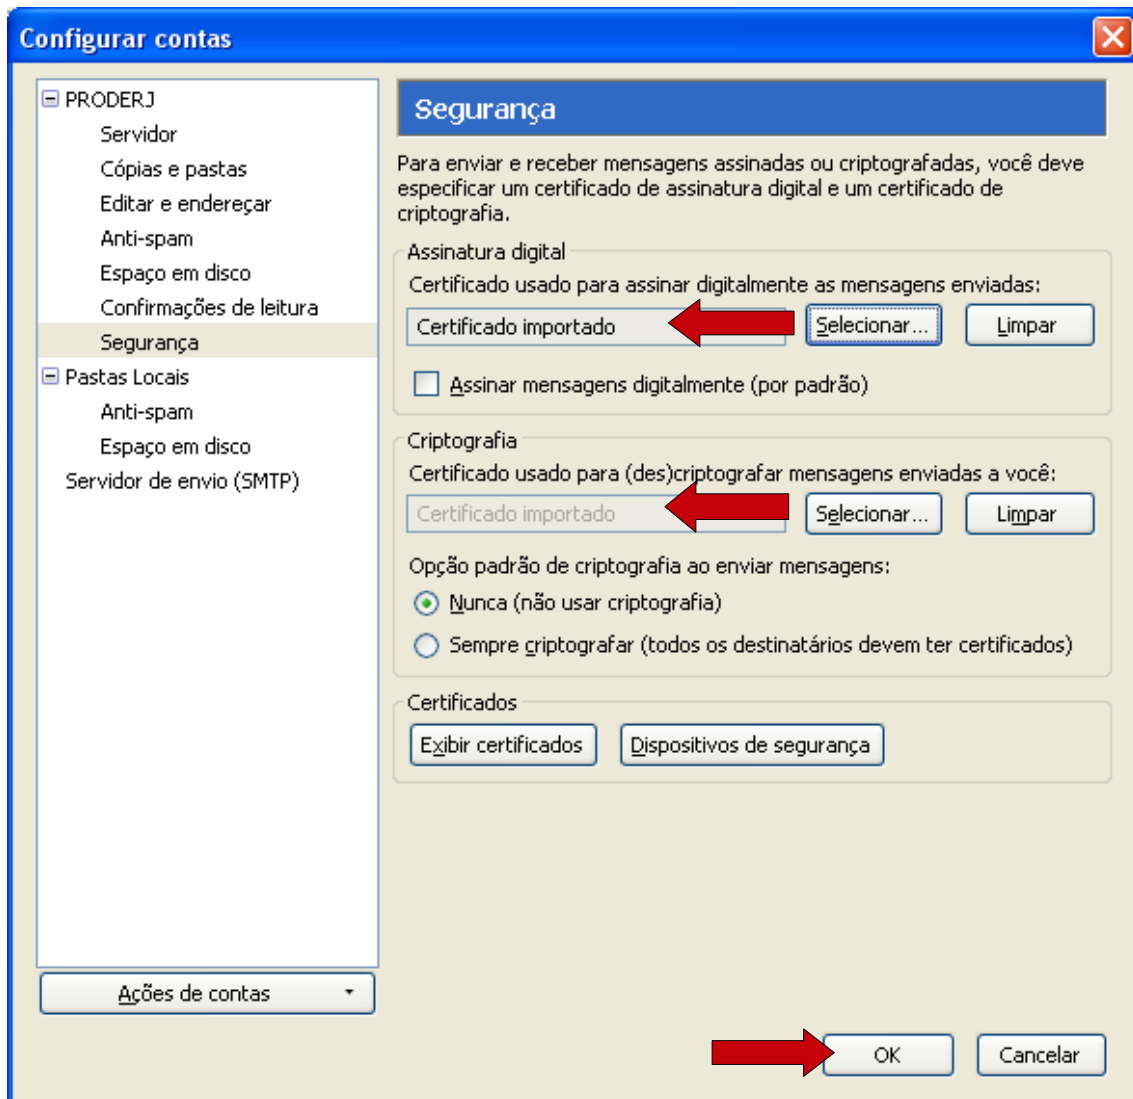 Configurar contas
PRODERJ
Servidor
Cópias e pastas
Editar e endereçar
Anti-spam
Espaço em disco
Confirmações de leitura
Segurança
Pastas Locais
Anti-spam
Espaço em disco
Servidor de envio (SMTP)
Ações de contas
Segurança
Para enviar e receber mensagens assinadas ou criptografadas, você deve
especificar um certificado de assinatura digital e um certificado de
criptografia.
Assinatura digital
Certificado usado para assinar digitalmente as mensagens enviadas:
Certificado importado Selecionar... Limpar
Assinar mensagens digitalmente (por padrão)
Criptografia
Certificado usado para (des)criptografar mensagens enviadas a você:
Certificado importado Selecionar... Limpar
Opção padrão de criptografia ao enviar mensagens:
Nunca (não usar criptografia)
Sempre criptografar (todos os destinatários devem ter certificados)
Certificados
Exibir certificados Dispositivos de segurança
OK Cancelar